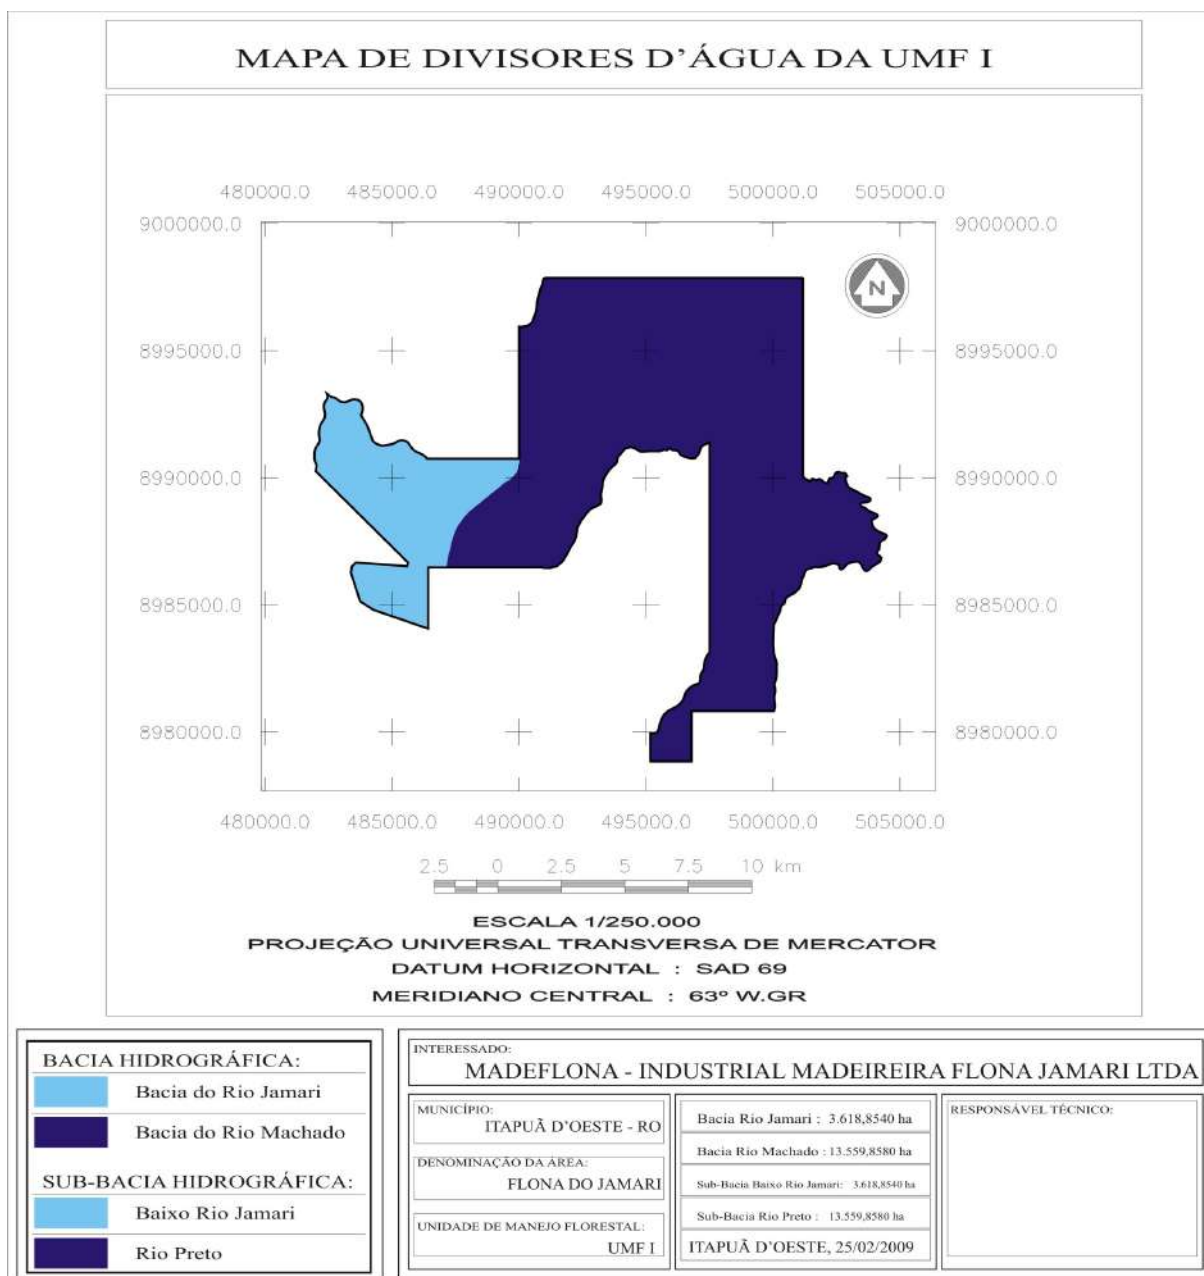 MAPA DE DIVISORES D'ÁGUA DA UMF I
480000.0 485000.0 490000.0 495000.0 500000.0 505000.0
9000000.0 9000000.0
N
8995000.0 8995000.0
8990000.0 8990000.0
8985000.0 8985000.0
8980000.0 8980000.0
480000.0 485000.0 490000.0 495000.0 500000.0 505000.0
2.5 0 2.5 5 7.5 10 km
ESCALA 1/250.000
PROJEÇÃO UNIVERSAL TRANSVERSA DE MERCATOR
DATUM HORIZONTAL : SAD 69
MERIDIANO CENTRAL : 63º W.GR
BACIA HIDROGRÁFICA:
Bacia do Rio Jamari
Bacia do Rio Machado
SUB-BACIA HIDROGRÁFICA:
Baixo Rio Jamari
Rio Preto
INTERESSADO:
MADEFLONA - INDUSTRIAL MADEIREIRA FLONA JAMARI LTDA
MUNICÍPIO:
ITAPUÃ D'OESTE - RO
DENOMINAÇÃO DA ÁREA:
FLONA DO JAMARI
UNIDADE DE MANEJO FLORESTAL:
UMF I
Bacia Rio Jamari : 3.618,8540 ha
Bacia Rio Machado : 13.559,8580 ha
Sub-Bacia Baixo Rio Jamari: 3.618,8540 ha
Sub-Bacia Rio Preto : 13.559,8580 ha
ITAPUÃ D'OESTE, 25/02/2009
RESPONSÁVEL TÉCNICO: